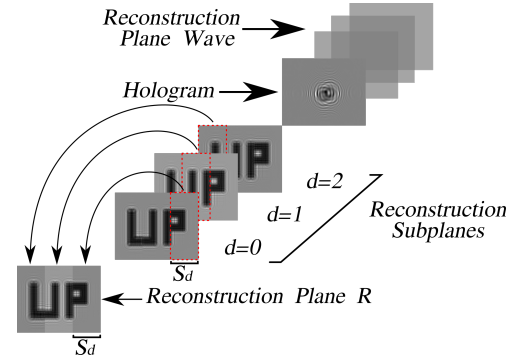 Reconstruction
Plane Wave
Hologram
UP
UP
UP
d=2
d=1
d=0
Reconstruction
Subplanes
Sd
UP
Reconstruction Plane R
Sd